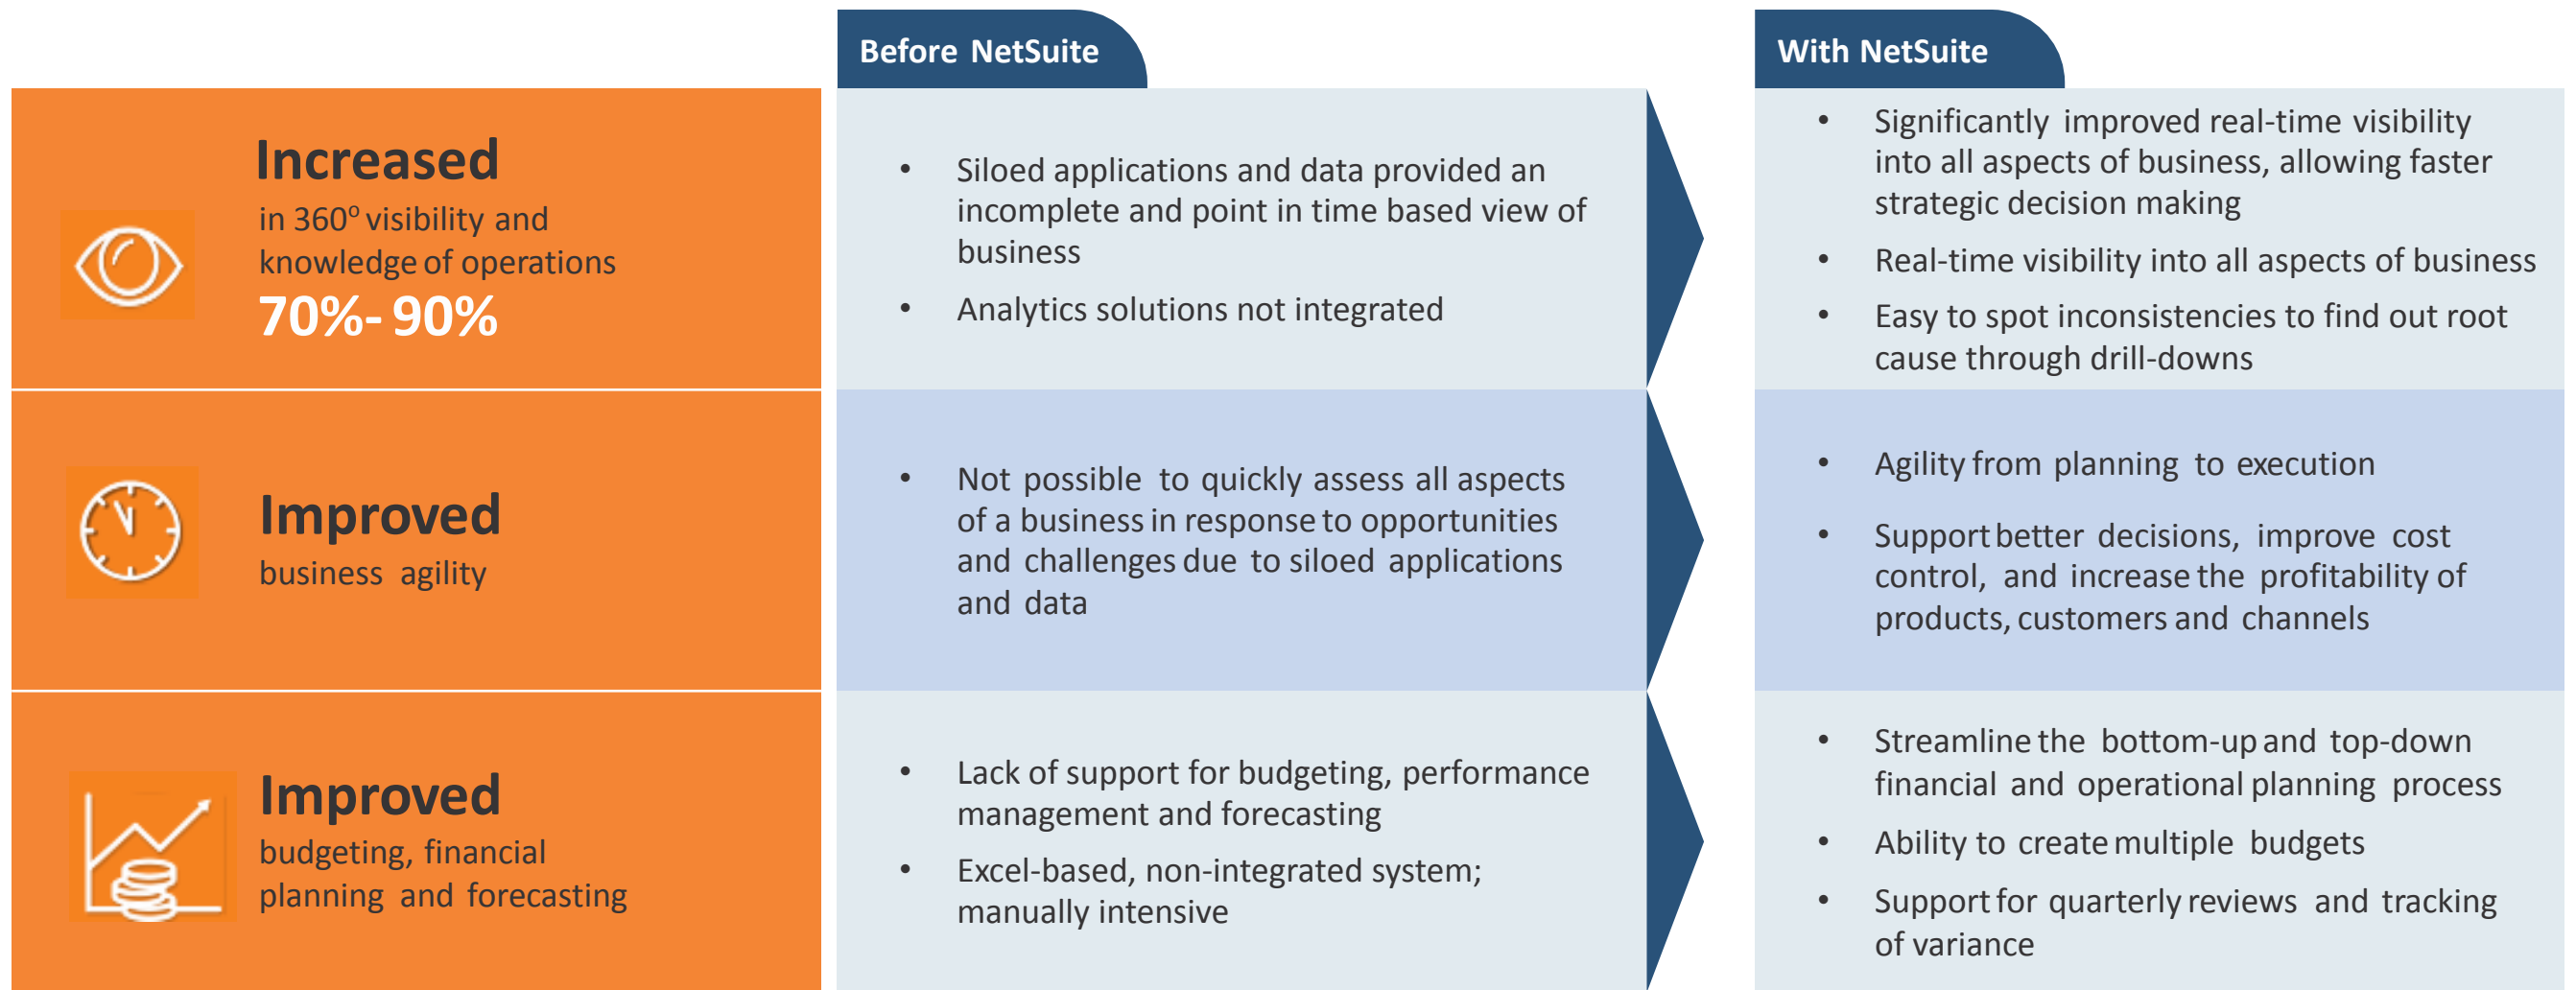 Before NetSuite
With NetSuite
Increased
in 360° visibility and
knowledge of operations
70%- 90%
• Siloed applications and data provided an
incomplete and point in time based view of
business
• Analytics solutions not integrated
• Significantly improved real-time visibility
into all aspects of business, allowing faster
strategic decision making
• Real-time visibility into all aspects of business
• Easy to spot inconsistencies to find out root
cause through drill-downs
Improved
business agility
• Not possible to quickly assess all aspects
of a business in response to opportunities
and challenges due to siloed applications
and data
• Agility from planning to execution
• Support better decisions, improve cost
control, and increase the profitability of
products, customers and channels
Improved
budgeting, financial
planning and forecasting
• Lack of support for budgeting, performance
management and forecasting
• Excel-based, non-integrated system;
manually intensive
• Streamline the bottom-up and top-down
financial and operational planning process
• Ability to create multiple budgets
• Support for quarterly reviews and tracking
of variance